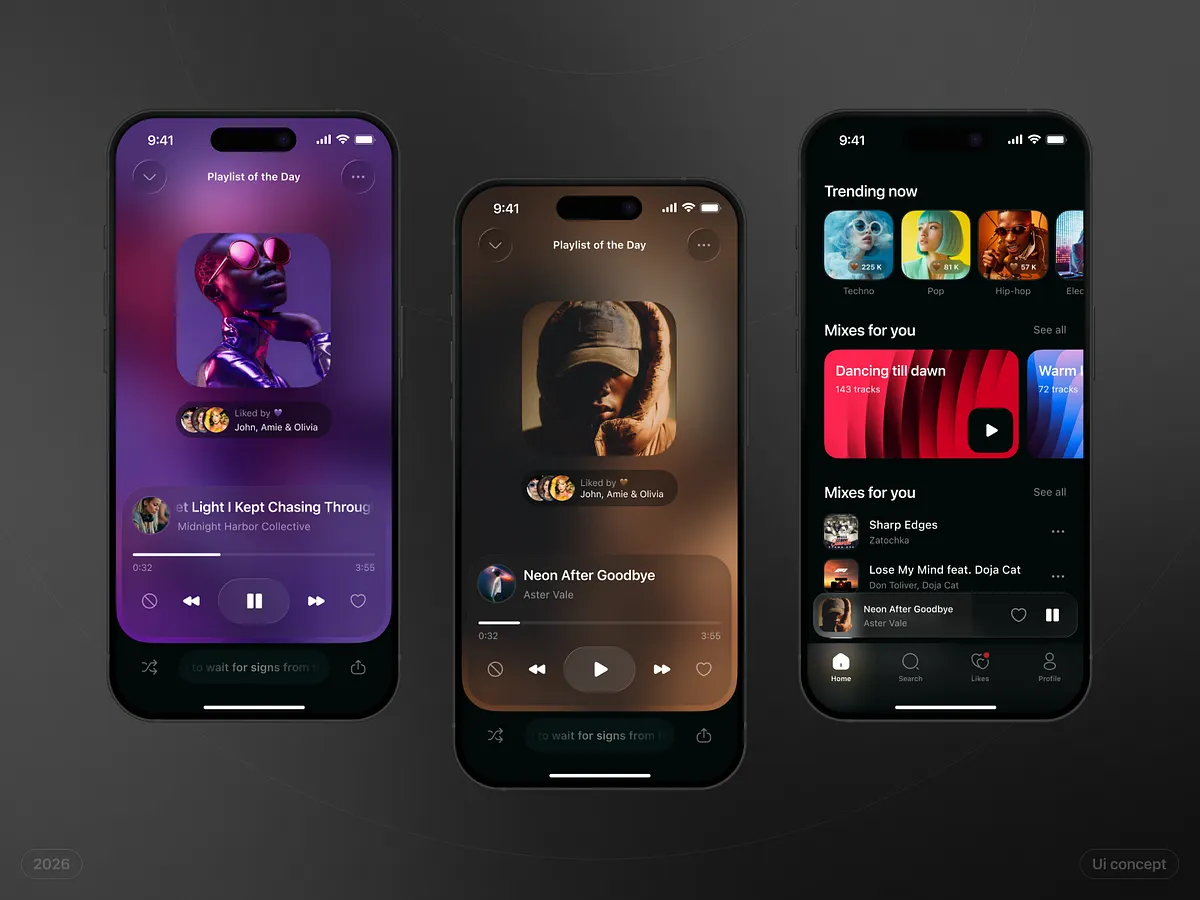 9:41
Playlist of the Day
Liked by 💜
John, Amie & Olivia
et Light I Kept Chasing Throug
Midnight Harbor Collective
0:32
3:55
to wait for signs from t
9:41
Playlist of the Day
Liked by 🤎
John, Amie & Olivia
Neon After Goodbye
Aster Vale
0:32
3:55
to wait for signs from t
9:41
Trending now
225 K
81 K
57 K
Techno
Pop
Hip-hop
Elec
Mixes for you
See all
Dancing till dawn
143 tracks
Warm
72 tracks
Mixes for you
See all
Sharp Edges
Zatochka
Lose My Mind feat. Doja Cat
Don Toliver, Doja Cat
Neon After Goodbye
Aster Vale
Home
Search
Likes
Profile
2026
Ui concept